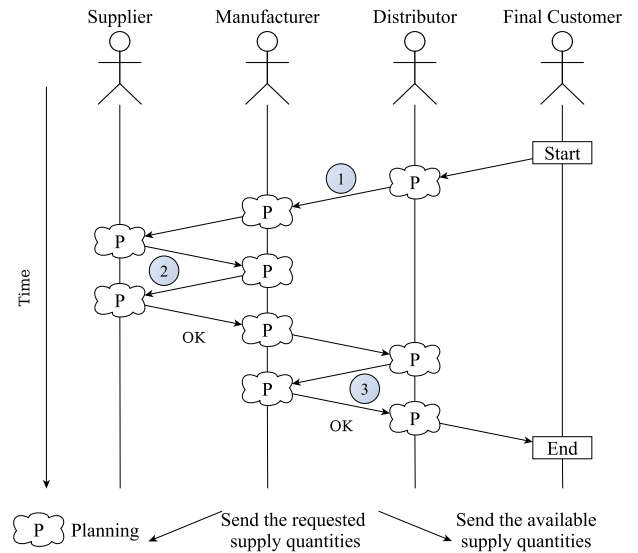 Supplier Manufacturer Distributor Final Customer
Start
1 P
P
P
2 P
Time
P
OK P
P
P 3
OK P
End
P Planning
Send the requested
supply quantities
Send the available
supply quantities